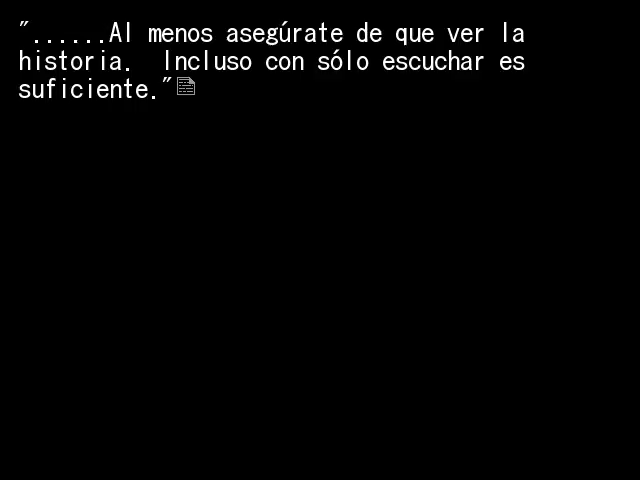 "......Al menos asegúrate de que ver la
historia.  Incluso con sólo escuchar es
suficiente."